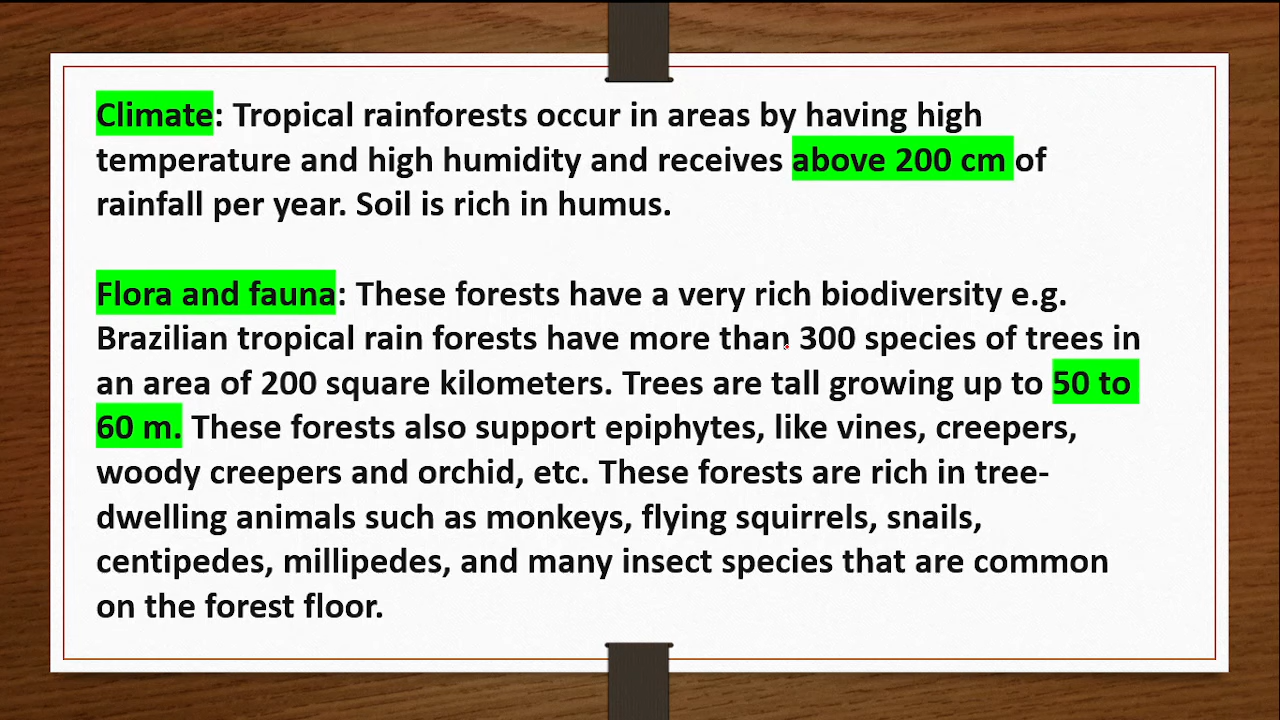 Climate: Tropical rainforests occur in areas by having high
temperature and high humidity and receives above 200 cm of
rainfall per year. Soil is rich in humus.
Flora and fauna: These forests have a very rich biodiversity e.g.
Brazilian tropical rain forests have more than 300 species of trees in
an area of 200 square kilometers. Trees are tall growing up to 50 to
60 m. These forests also support epiphytes, like vines, creepers,
woody creepers and orchid, etc. These forests are rich in tree-
dwelling animals such as monkeys, flying squirrels, snails,
centipedes, millipedes, and many insect species that are common
on the forest floor.